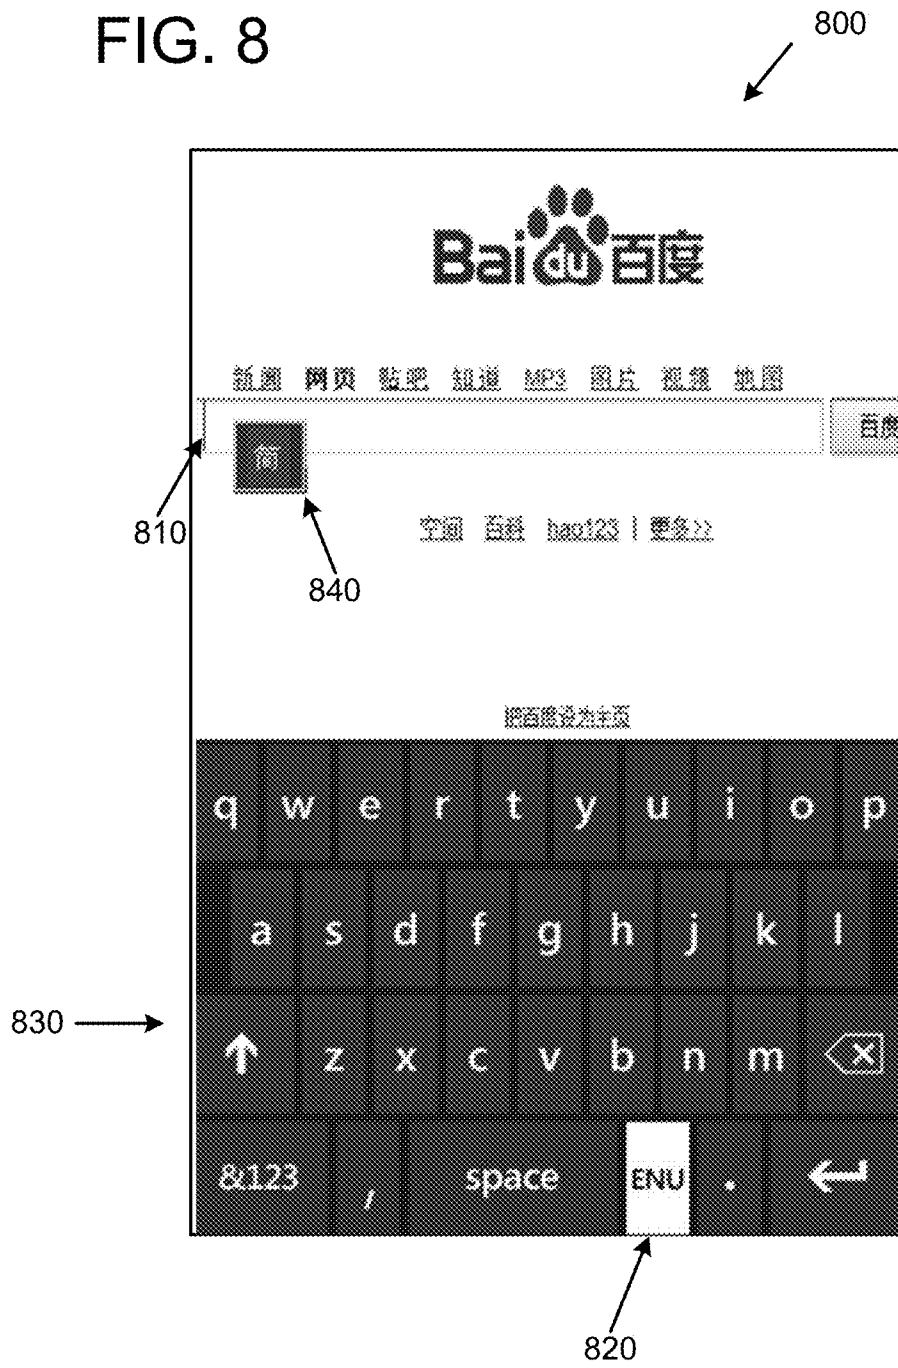 FIG. 8
800
Bai du 百度
新闻 网页 贴吧 知道 MP3 图片 视频 地图
百度
简
810
840
空间 百科 hao123 | 更多>>
把百度设为主页
q w e r t y u i o p
a s d f g h j k l
830
z x c v b n m
&123 , space ENU .
820